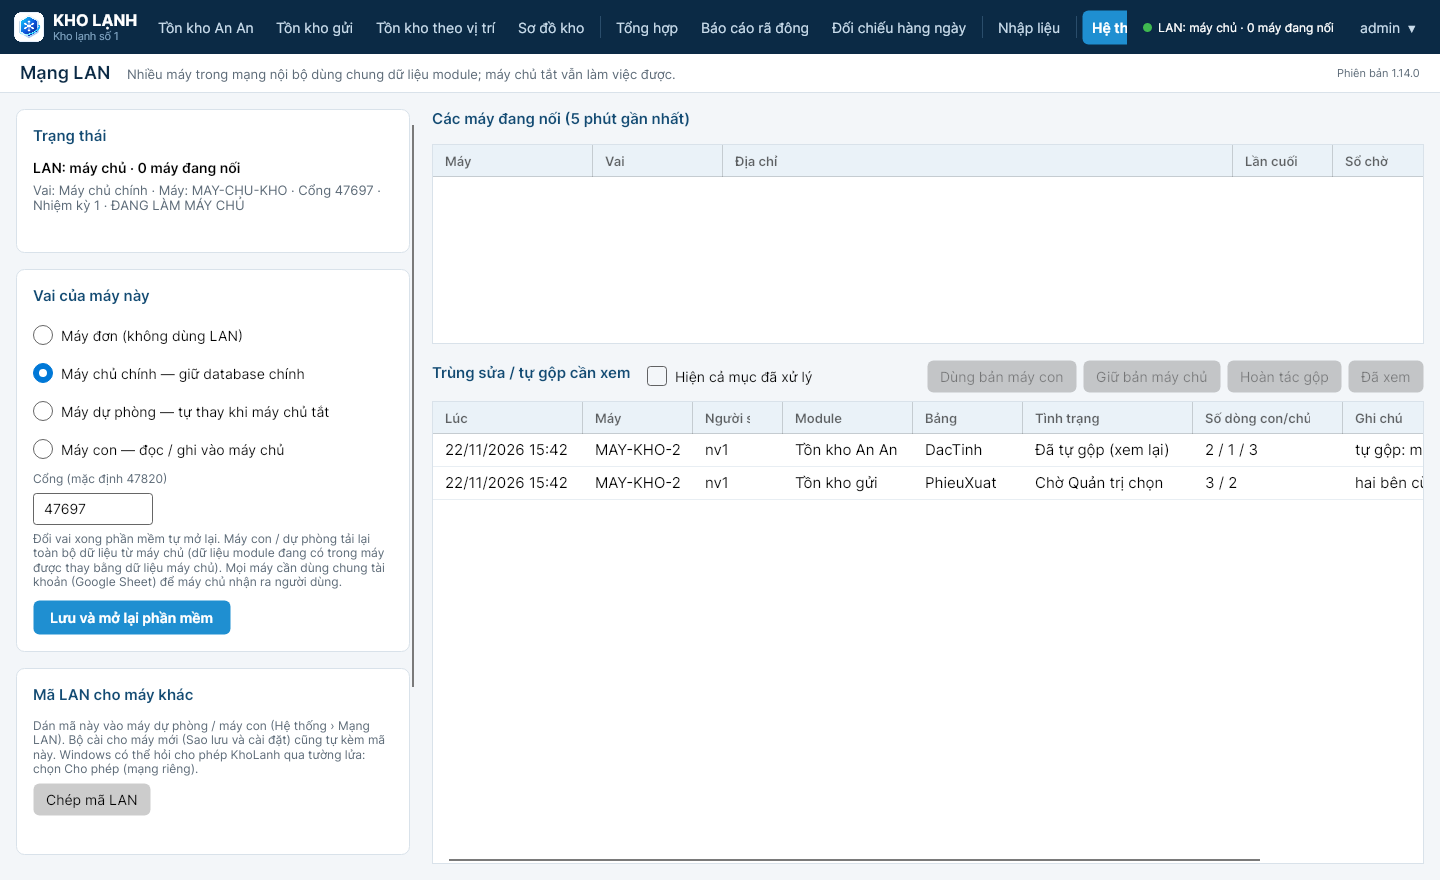 KHO LẠNH
Kho lạnh số 1
Tồn kho An An
Tồn kho gửi
Tồn kho theo vị trí
Sơ đồ kho
Tổng hợp
Báo cáo rã đông
Đối chiếu hàng ngày
Nhập liệu
Hệ th
LAN: máy chủ · 0 máy đang nối
admin ▾
Mạng LAN
Nhiều máy trong mạng nội bộ dùng chung dữ liệu module; máy chủ tắt vẫn làm việc được.
Phiên bản 1.14.0
Trạng thái
LAN: máy chủ · 0 máy đang nối
Vai: Máy chủ chính · Máy: MAY-CHU-KHO · Cổng 47697 ·
Nhiệm kỳ 1 · ĐANG LÀM MÁY CHỦ
Vai của máy này
Máy đơn (không dùng LAN)
Máy chủ chính — giữ database chính
Máy dự phòng — tự thay khi máy chủ tắt
Máy con — đọc / ghi vào máy chủ
Cổng (mặc định 47820)
47697
Đổi vai xong phần mềm tự mở lại. Máy con / dự phòng tải lại
toàn bộ dữ liệu từ máy chủ (dữ liệu module đang có trong máy
được thay bằng dữ liệu máy chủ). Mọi máy cần dùng chung tài
khoản (Google Sheet) để máy chủ nhận ra người dùng.
Lưu và mở lại phần mềm
Mã LAN cho máy khác
Dán mã này vào máy dự phòng / máy con (Hệ thống › Mạng
LAN). Bộ cài cho máy mới (Sao lưu và cài đặt) cũng tự kèm mã
này. Windows có thể hỏi cho phép KhoLanh qua tường lửa:
chọn Cho phép (mạng riêng).
Chép mã LAN
Các máy đang nối (5 phút gần nhất)
Máy
Vai
Địa chỉ
Lần cuối
Sổ chờ
Trùng sửa / tự gộp cần xem
Hiện cả mục đã xử lý
Dùng bản máy con
Giữ bản máy chủ
Hoàn tác gộp
Đã xem
Lúc
Máy
Người s
Module
Bảng
Tình trạng
Số dòng con/chủ
Ghi chú
22/11/2026 15:42
MAY-KHO-2
nv1
Tồn kho An An
DacTinh
Đã tự gộp (xem lại)
2 / 1 / 3
tự gộp: m
22/11/2026 15:42
MAY-KHO-2
nv1
Tồn kho gửi
PhieuXuat
Chờ Quản trị chọn
3 / 2
hai bên cù